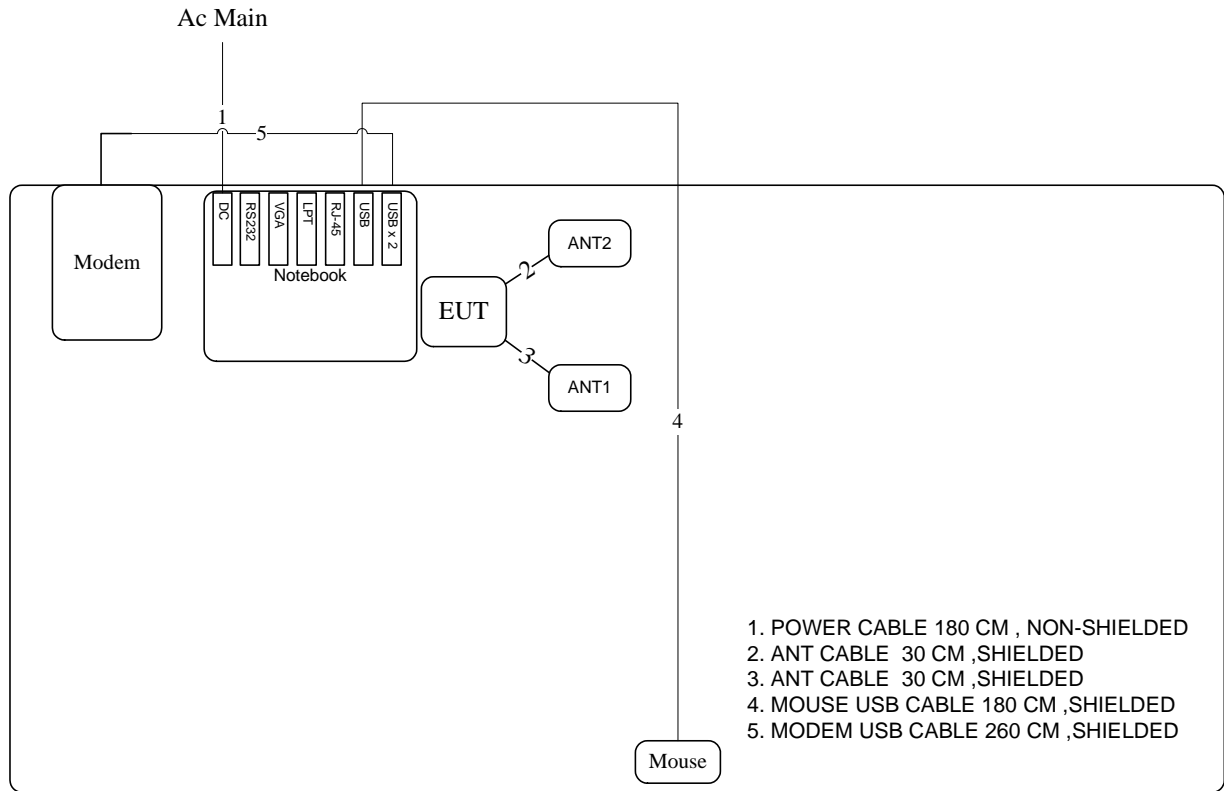 Ac Main
1
5
DC
RS232
VGA
LPT
RJ-45
USB
USB x 2
Modem
Notebook
ANT2
2
EUT
3
ANT1
4
1. POWER CABLE 180 CM , NON-SHIELDED
2. ANT CABLE  30 CM ,SHIELDED
3. ANT CABLE  30 CM ,SHIELDED
4. MOUSE USB CABLE 180 CM ,SHIELDED
5. MODEM USB CABLE 260 CM ,SHIELDED
Mouse